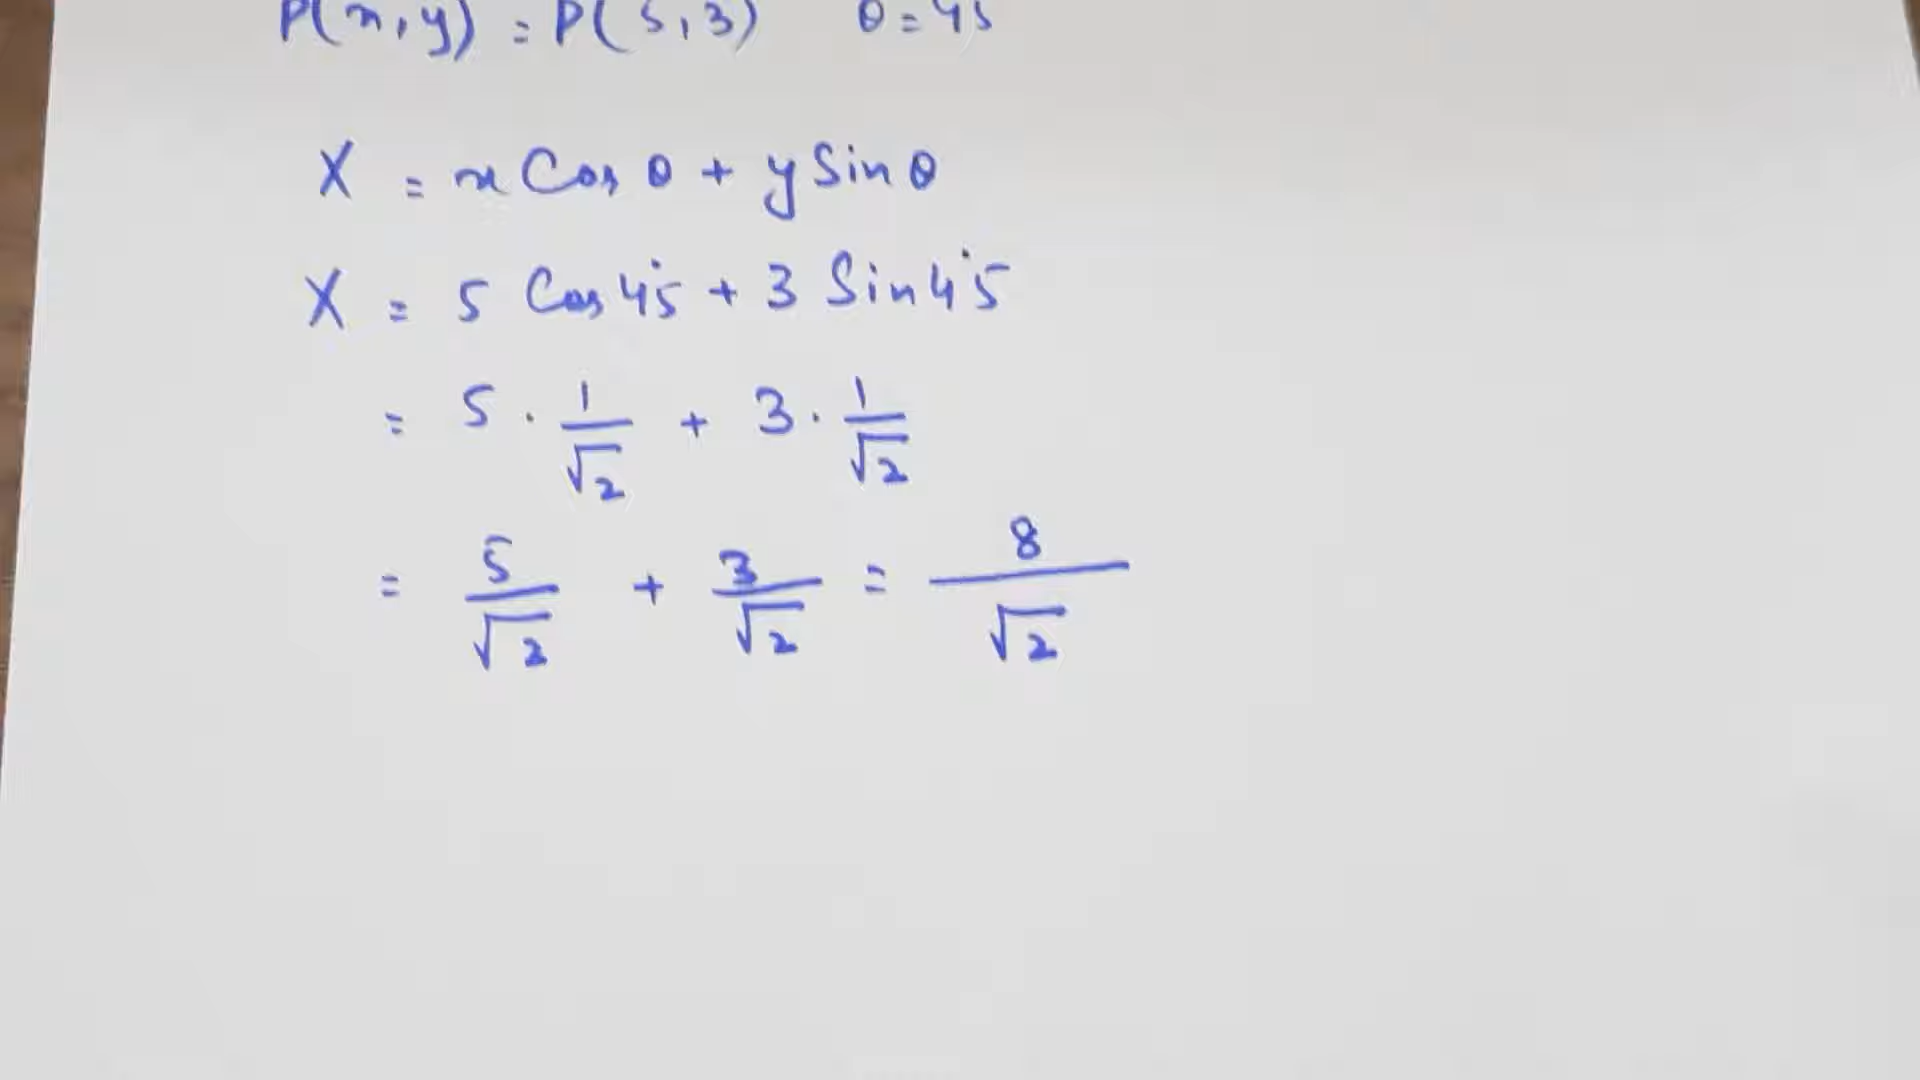 P(x,y) = P(5,3) θ=45
X = x Cos θ + y Sin θ
X = 5 Cos 45° + 3 Sin 45°
= 5 · 1/√2 + 3 · 1/√2
= 5/√2 + 3/√2 = 8/√2